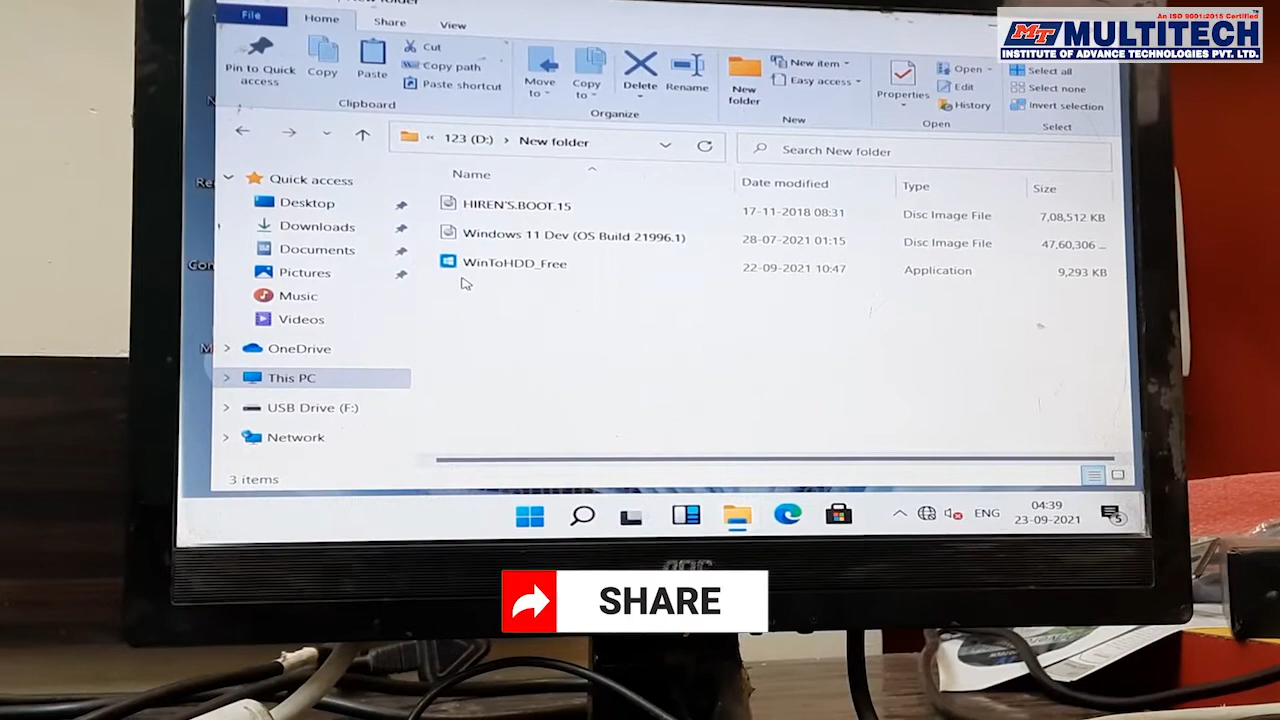 An ISO 9001:2015 Certified
MT MULTITECH
INSTITUTE OF ADVANCE TECHNOLOGIES PVT. LTD.
File Home Share View
Pin to Quick access
Copy
Paste
Cut
Copy path
Paste shortcut
Clipboard
Move to
Copy to
Delete
Rename
Organize
New folder
New item
Easy access
New
Properties
Open
Edit
History
Open
Select all
Select none
Invert selection
Select
« 123 (D:) › New folder
Search New folder
Name Date modified Type Size
HIREN'S.BOOT.15 17-11-2018 08:31 Disc Image File 7,08,512 KB
Windows 11 Dev (OS Build 21996.1) 28-07-2021 01:15 Disc Image File 47,60,306 ...
WinToHDD_Free 22-09-2021 10:47 Application 9,293 KB
Quick access
Desktop
Downloads
Documents
Pictures
Music
Videos
OneDrive
This PC
USB Drive (F:)
Network
3 items
ENG
04:39
23-09-2021
5
AOC
SHARE